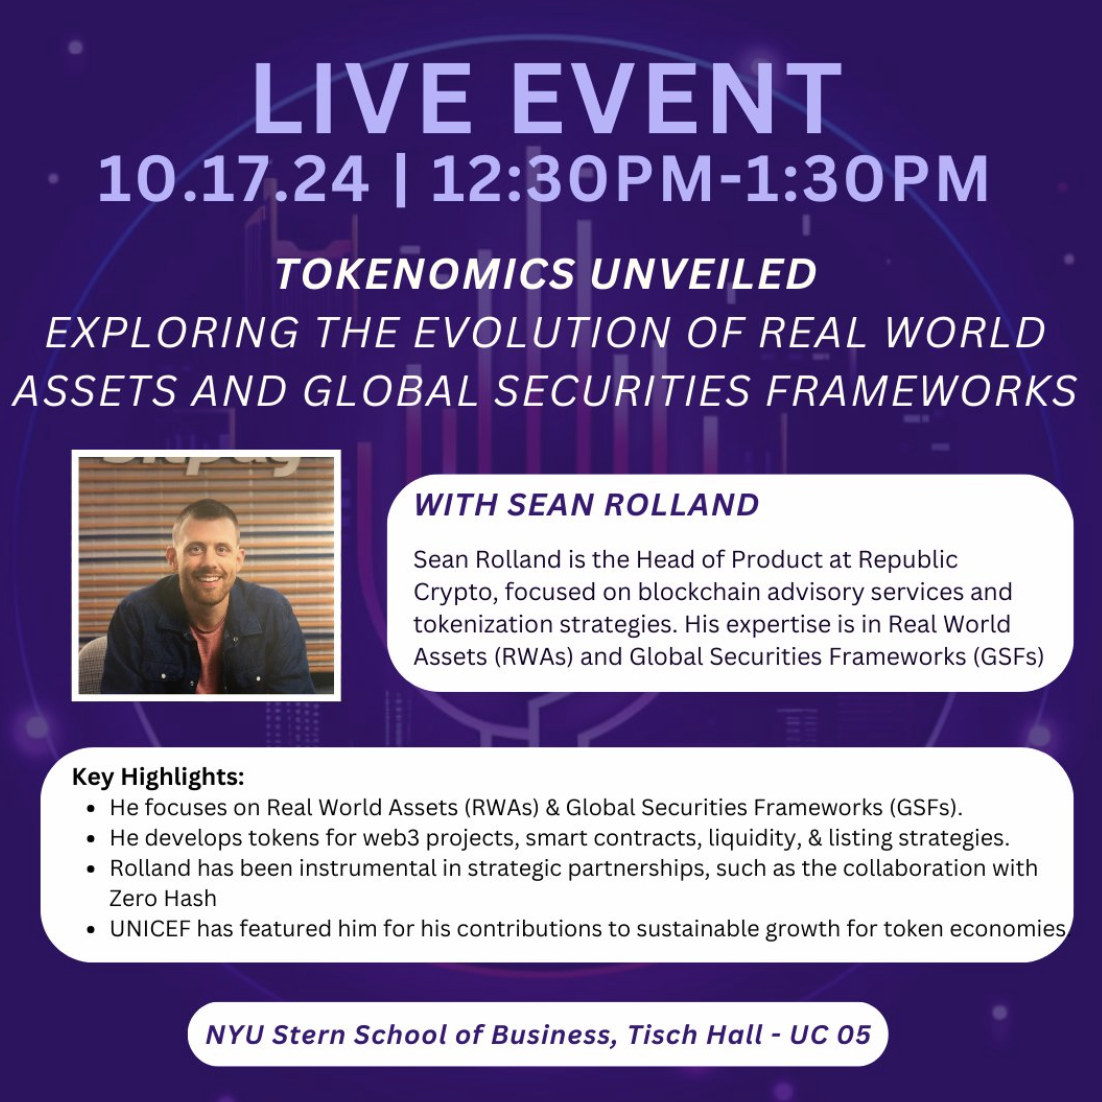 LIVE EVENT
10.17.24 | 12:30PM-1:30PM
TOKENOMICS UNVEILED
EXPLORING THE EVOLUTION OF REAL WORLD
ASSETS AND GLOBAL SECURITIES FRAMEWORKS
WITH SEAN ROLLAND
Sean Rolland is the Head of Product at Republic
Crypto, focused on blockchain advisory services and
tokenization strategies. His expertise is in Real World
Assets (RWAs) and Global Securities Frameworks (GSFs)
Key Highlights:
• He focuses on Real World Assets (RWAs) & Global Securities Frameworks (GSFs).
• He develops tokens for web3 projects, smart contracts, liquidity, & listing strategies.
• Rolland has been instrumental in strategic partnerships, such as the collaboration with
Zero Hash
• UNICEF has featured him for his contributions to sustainable growth for token economies.
NYU Stern School of Business, Tisch Hall - UC 05